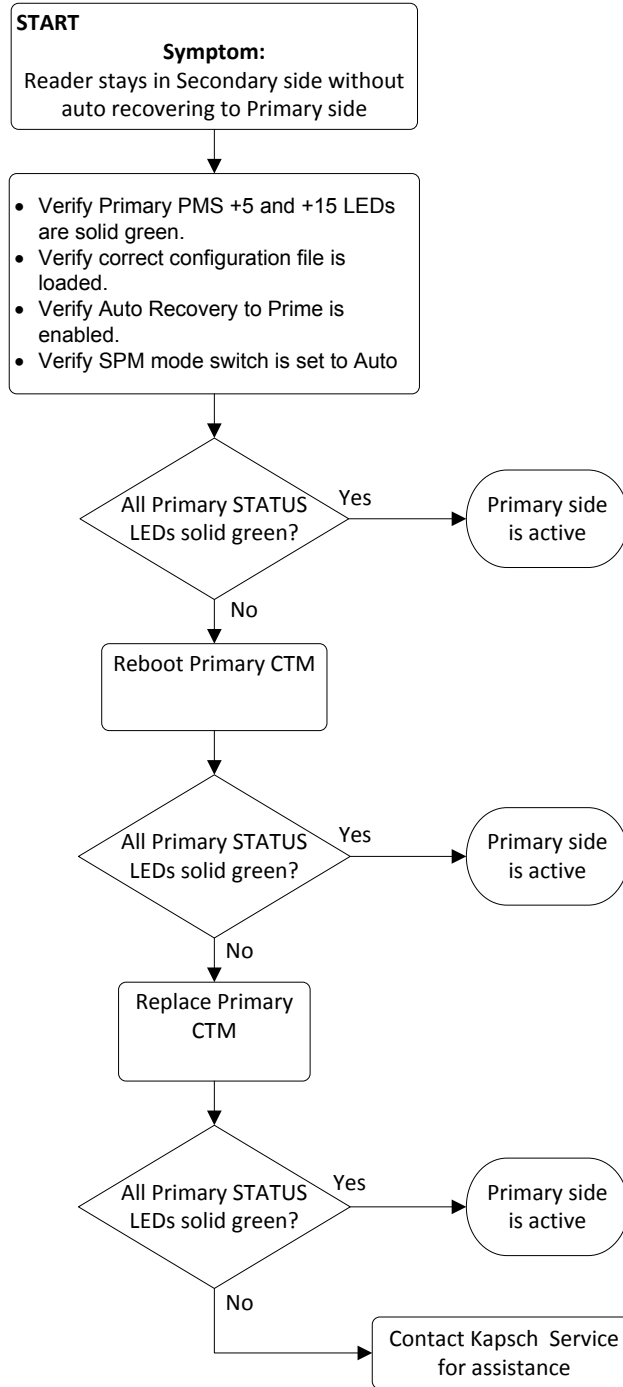 START
Symptom:
Reader stays in Secondary side without
auto recovering to Primary side
• Verify Primary PMS +5 and +15 LEDs
are solid green.
• Verify correct configuration file is
loaded.
• Verify Auto Recovery to Prime is
enabled.
• Verify SPM mode switch is set to Auto
All Primary STATUS
LEDs solid green?
Yes
Primary side
is active
No
Reboot Primary CTM
All Primary STATUS
LEDs solid green?
Yes
Primary side
is active
No
Replace Primary
CTM
All Primary STATUS
LEDs solid green?
Yes
Primary side
is active
No
Contact Kapsch Service
for assistance